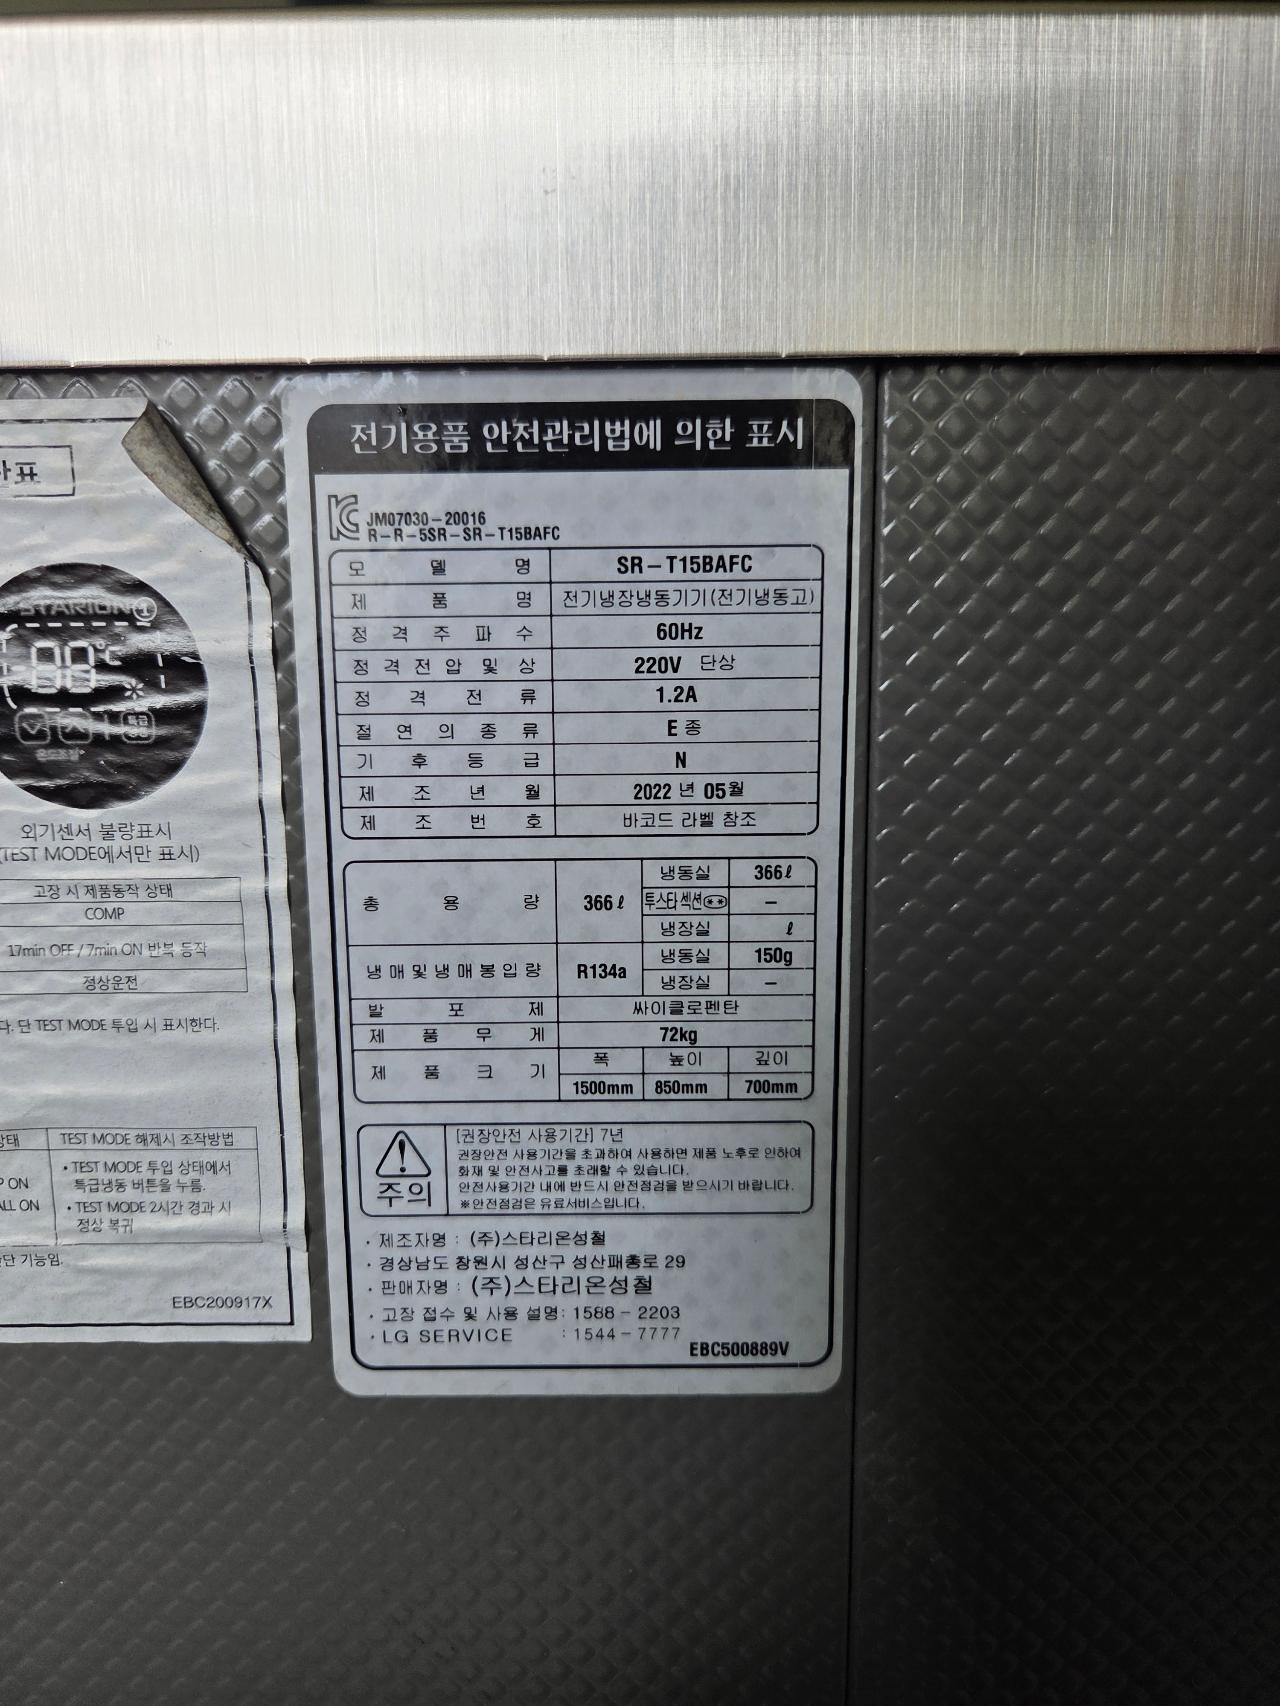 전기용품 안전관리법에 의한 표시
JM07030-20016
R-R-5SR-SR-T15BAFC
모 델 명 SR-T15BAFC
제 품 명 전기냉장냉동기기(전기냉동고)
정 격 주 파 수 60Hz
정 격 전 압 및 상 220V 단상
정 격 전 류 1.2A
절 연 의 종 류 E 종
기 후 등 급 N
제 조 년 월 2022 년 05월
제 조 번 호 바코드 라벨 참조
총 용 량 366ℓ 냉동실 366ℓ
투스타섹션(**) -
냉장실 ℓ
냉매및냉매봉입량 R134a 냉동실 150g
냉장실 -
발 포 제 싸이클로펜탄
제 품 무 게 72kg
제 품 크 기 폭 높이 깊이
1500mm 850mm 700mm
주의
[권장안전 사용기간] 7년
권장안전 사용기간을 초과하여 사용하면 제품 노후로 인하여
화재 및 안전사고를 초래할 수 있습니다.
안전사용기간 내에 반드시 안전점검을 받으시기 바랍니다.
※안전점검은 유료서비스입니다.
· 제조자명 : (주)스타리온성철
· 경상남도 창원시 성산구 성산패총로 29
· 판매자명 : (주)스타리온성철
· 고장 접수 및 사용 설명: 1588-2203
· LG SERVICE : 1544-7777
EBC500889V
단표
STARION
88°C
온도조절
외기센서 불량표시
(TEST MODE에서만 표시)
고장 시 제품동작 상태
COMP
17min OFF / 7min ON 반복 동작
정상운전
다. 단 TEST MODE 투입 시 표시한다.
상태 TEST MODE 해제시 조작방법
P ON
ALL ON
• TEST MODE 투입 상태에서
특급냉동 버튼을 누름.
• TEST MODE 2시간 경과 시
정상 복귀
단 기능임.
EBC200917X